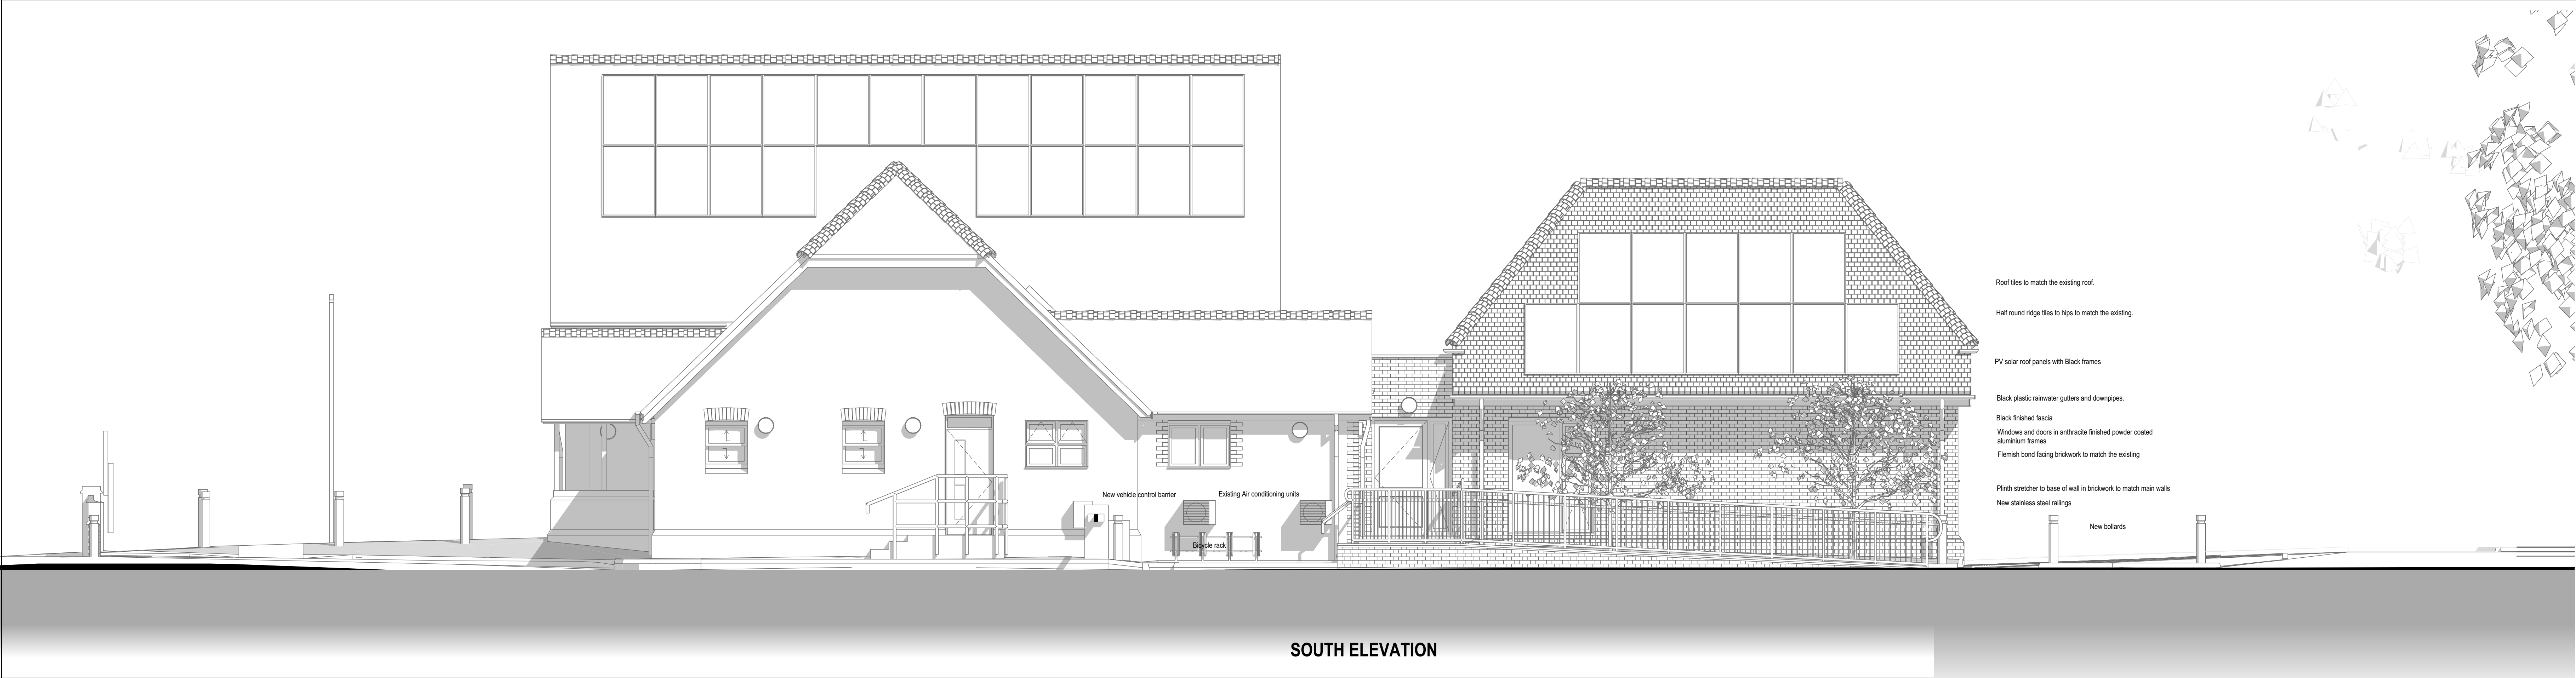 Roof tiles to match the existing roof.
Half round ridge tiles to hips to match the existing.
PV solar roof panels with Black frames
Black plastic rainwater gutters and downpipes.
Black finished fascia
Windows and doors in anthracite finished powder coated
aluminium frames
Flemish bond facing brickwork to match the existing
Plinth stretcher to base of wall in brickwork to match main walls
New stainless steel railings
New bollards
New vehicle control barrier
Existing Air conditioning units
Bicycle rack
SOUTH ELEVATION